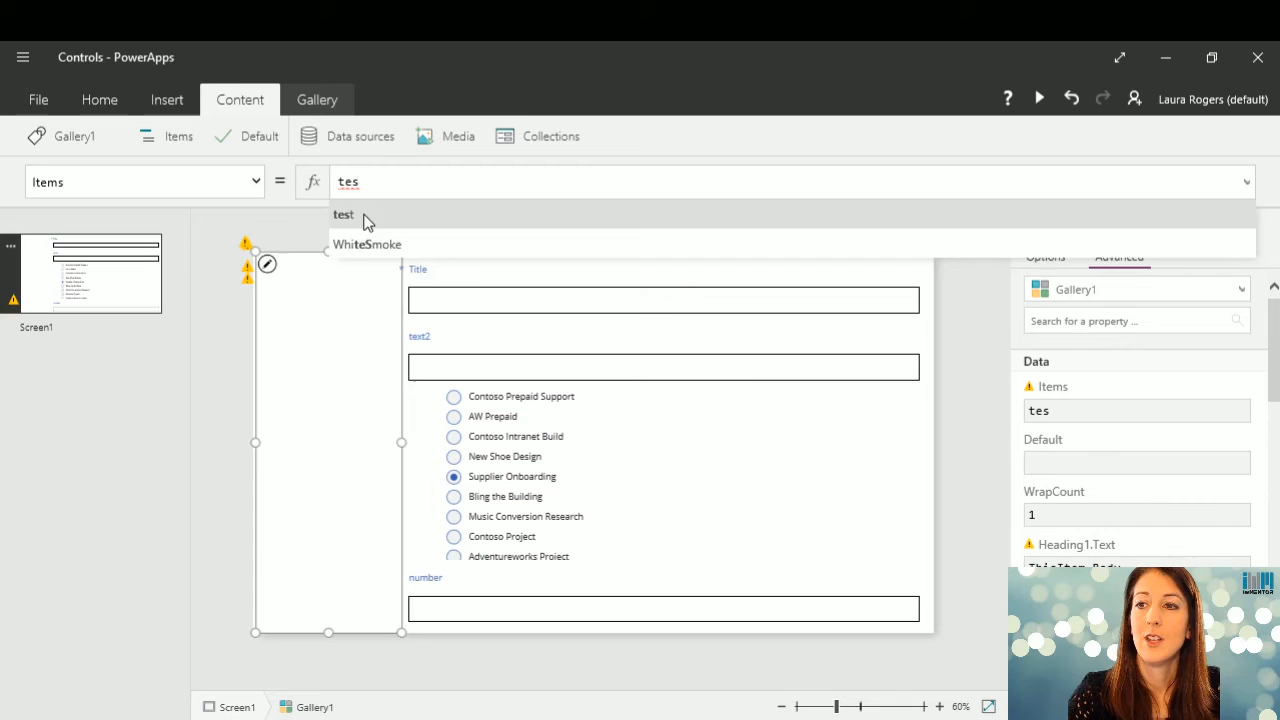 Controls - PowerApps
File Home Insert Content Gallery
? Laura Rogers (default)
Gallery1 Items Default Data sources Media Collections
Items = fx tes
test
WhiteSmoke
Options Advanced
Gallery1
Search for a property ...
Data
Items
tes
Default
WrapCount
1
Heading1.Text
ThisItem.Body
Screen1
* Title
text2
Contoso Prepaid Support
AW Prepaid
Contoso Intranet Build
New Shoe Design
Supplier Onboarding
Bling the Building
Music Conversion Research
Contoso Project
Adventureworks Project
number
IWMENTOR
Screen1 Gallery1 60%